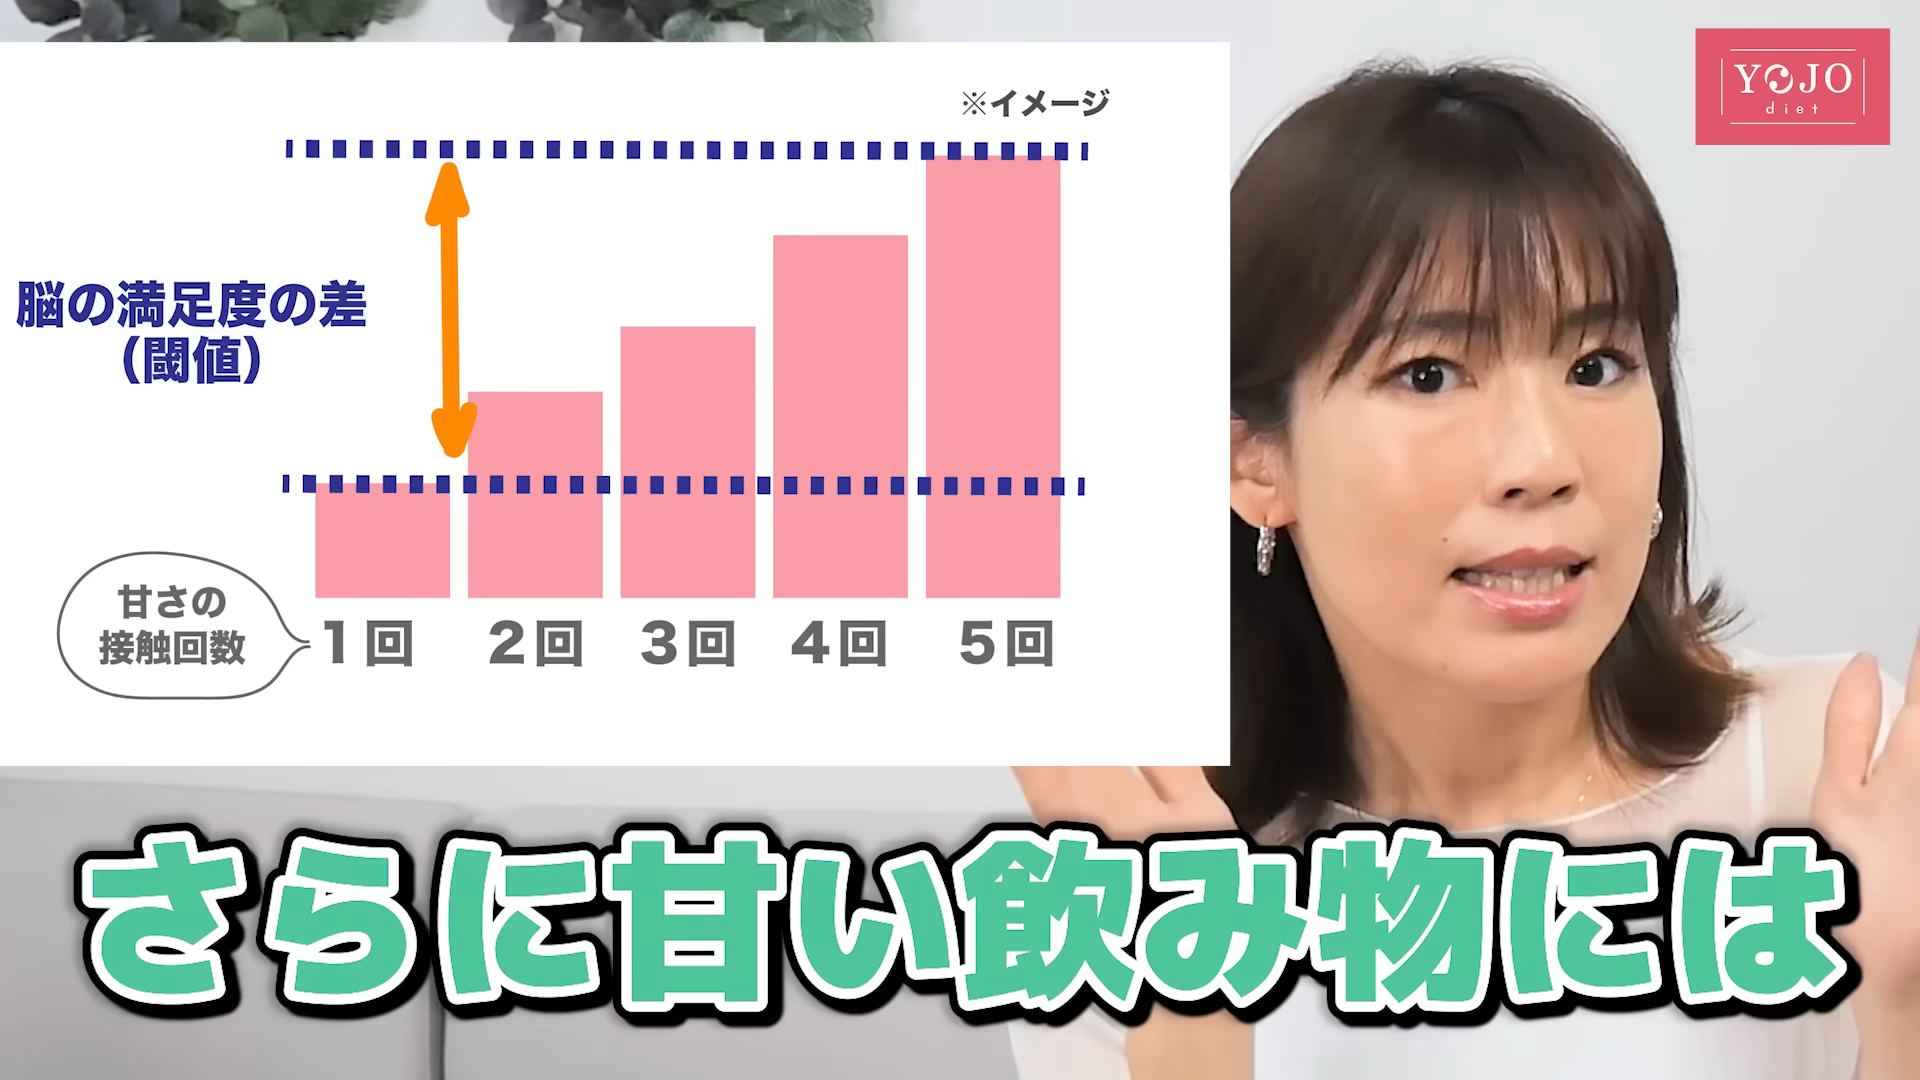 ※イメージ
YOJO
diet
脳の満足度の差
（閾値）
甘さの
接触回数
1回 2回 3回 4回 5回
さらに甘い飲み物には